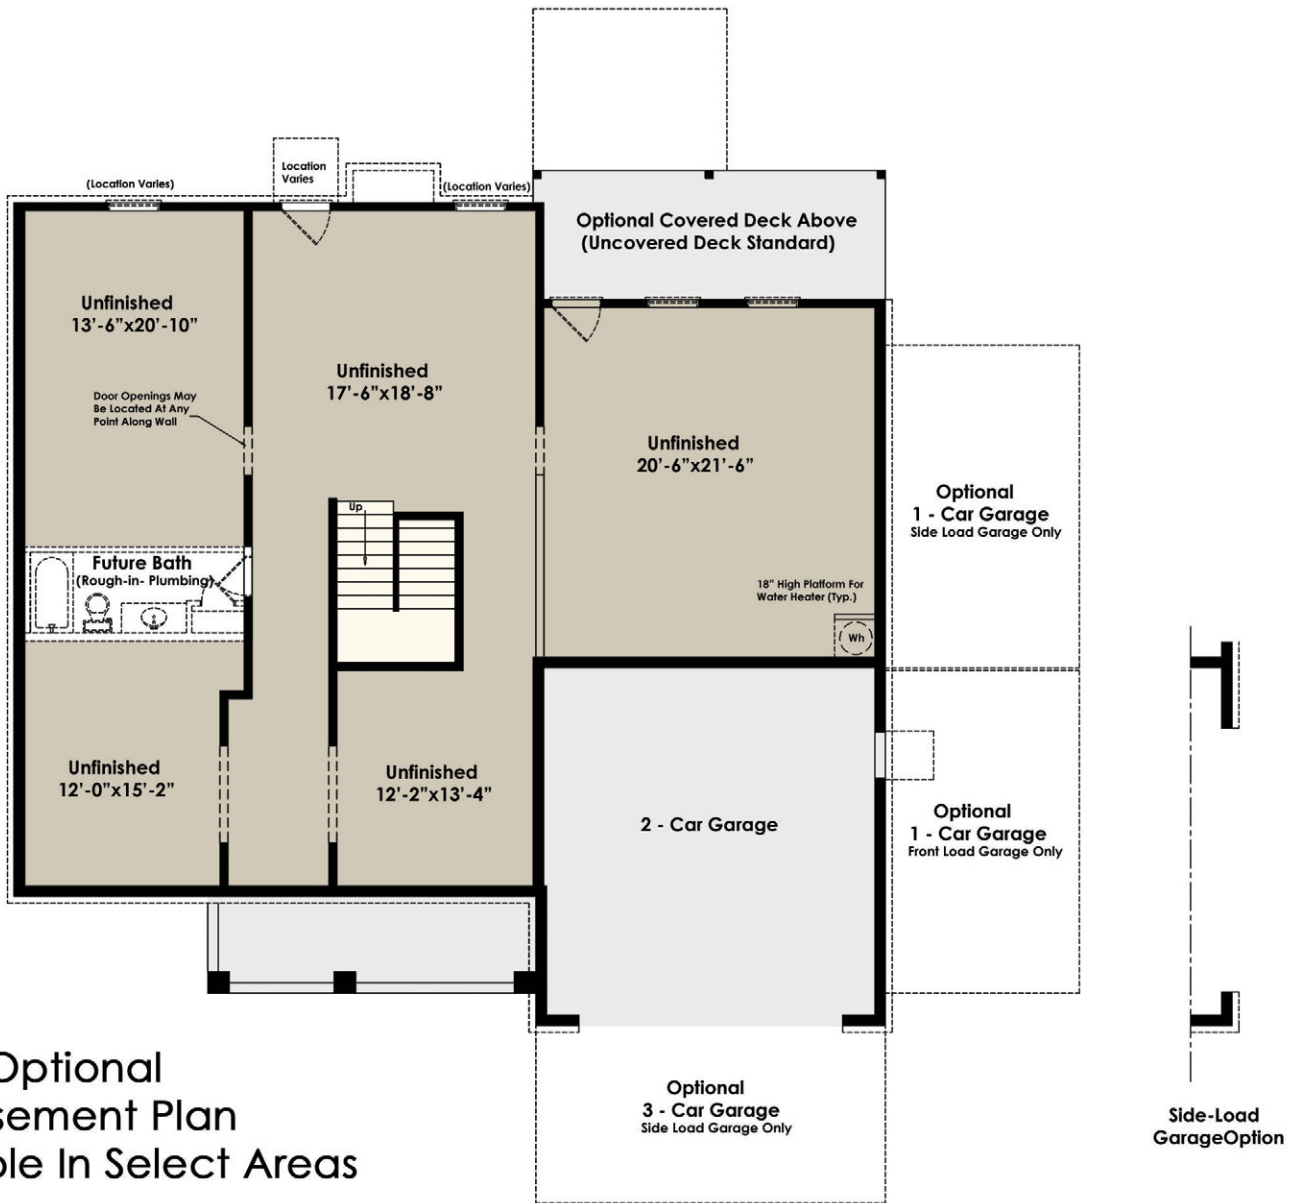 (Location Varies)
Location
Varies
(Location Varies)
Optional Covered Deck Above
(Uncovered Deck Standard)
Unfinished
13'-6"x20'-10"
Unfinished
17'-6"x18'-8"
Door Openings May
Be Located At Any
Point Along Wall
Unfinished
20'-6"x21'-6"
Optional
1 - Car Garage
Side Load Garage Only
Up
Future Bath
(Rough-in- Plumbing)
18" High Platform For
Water Heater (Typ.)
Wh
Unfinished
12'-0"x15'-2"
Unfinished
12'-2"x13'-4"
2 - Car Garage
Optional
1 - Car Garage
Front Load Garage Only
Optional
3 - Car Garage
Side Load Garage Only
Side-Load
GarageOption
Optional
sement Plan
ble In Select Areas